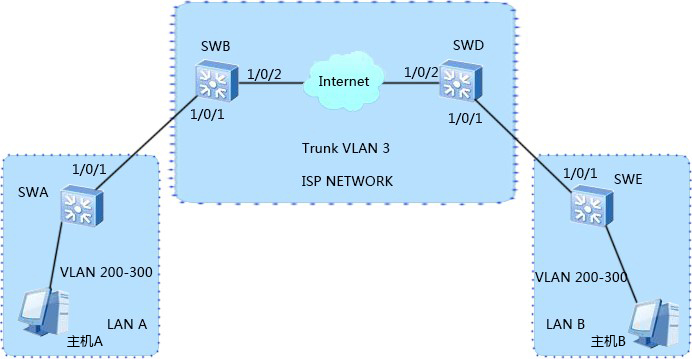 SWB
SWD
1/0/2
Internet
1/0/2
1/0/1
1/0/1
Trunk VLAN 3
ISP NETWORK
1/0/1
SWA
1/0/1
SWE
VLAN 200-300
VLAN 200-300
LAN A
主机A
LAN B
主机B